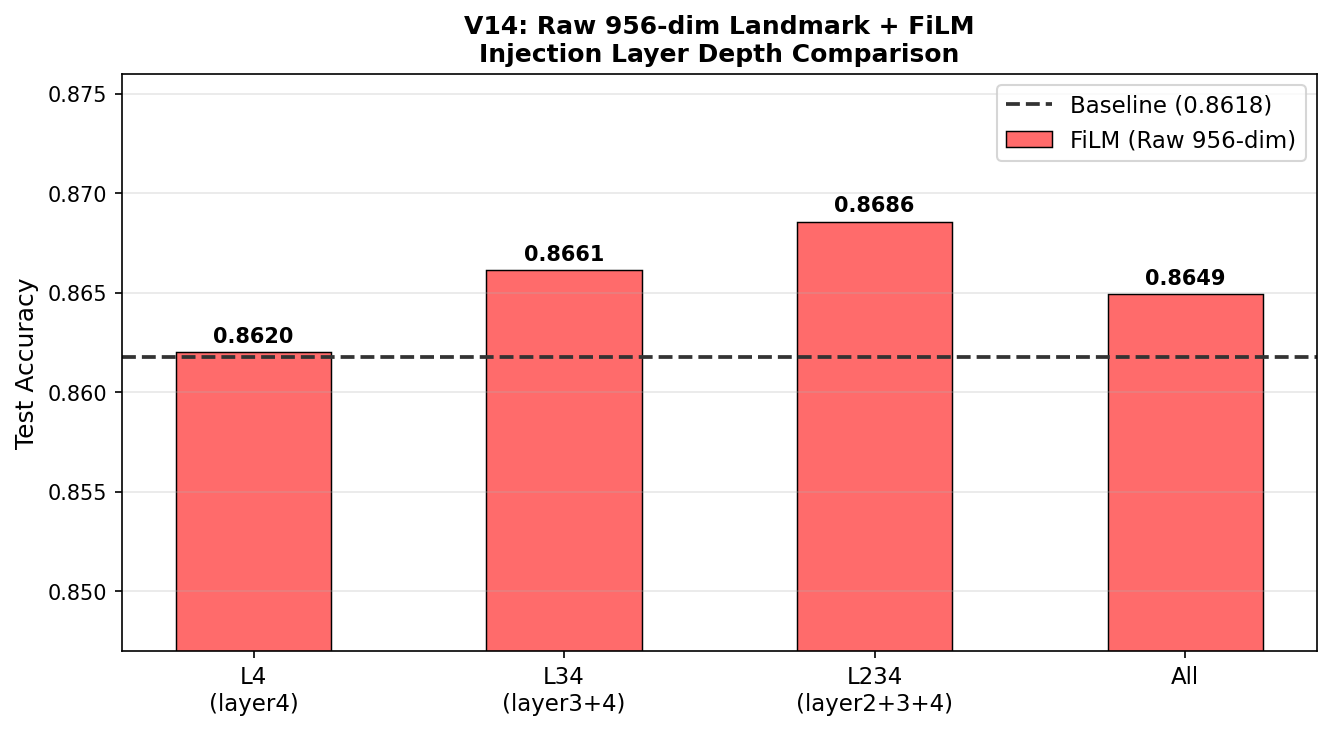 V14: Raw 956-dim Landmark + FiLM
Injection Layer Depth Comparison
Baseline (0.8618)
FiLM (Raw 956-dim)
Test Accuracy
0.875
0.870
0.865
0.860
0.855
0.850
0.8620
0.8661
0.8686
0.8649
L4
(layer4)
L34
(layer3+4)
L234
(layer2+3+4)
All